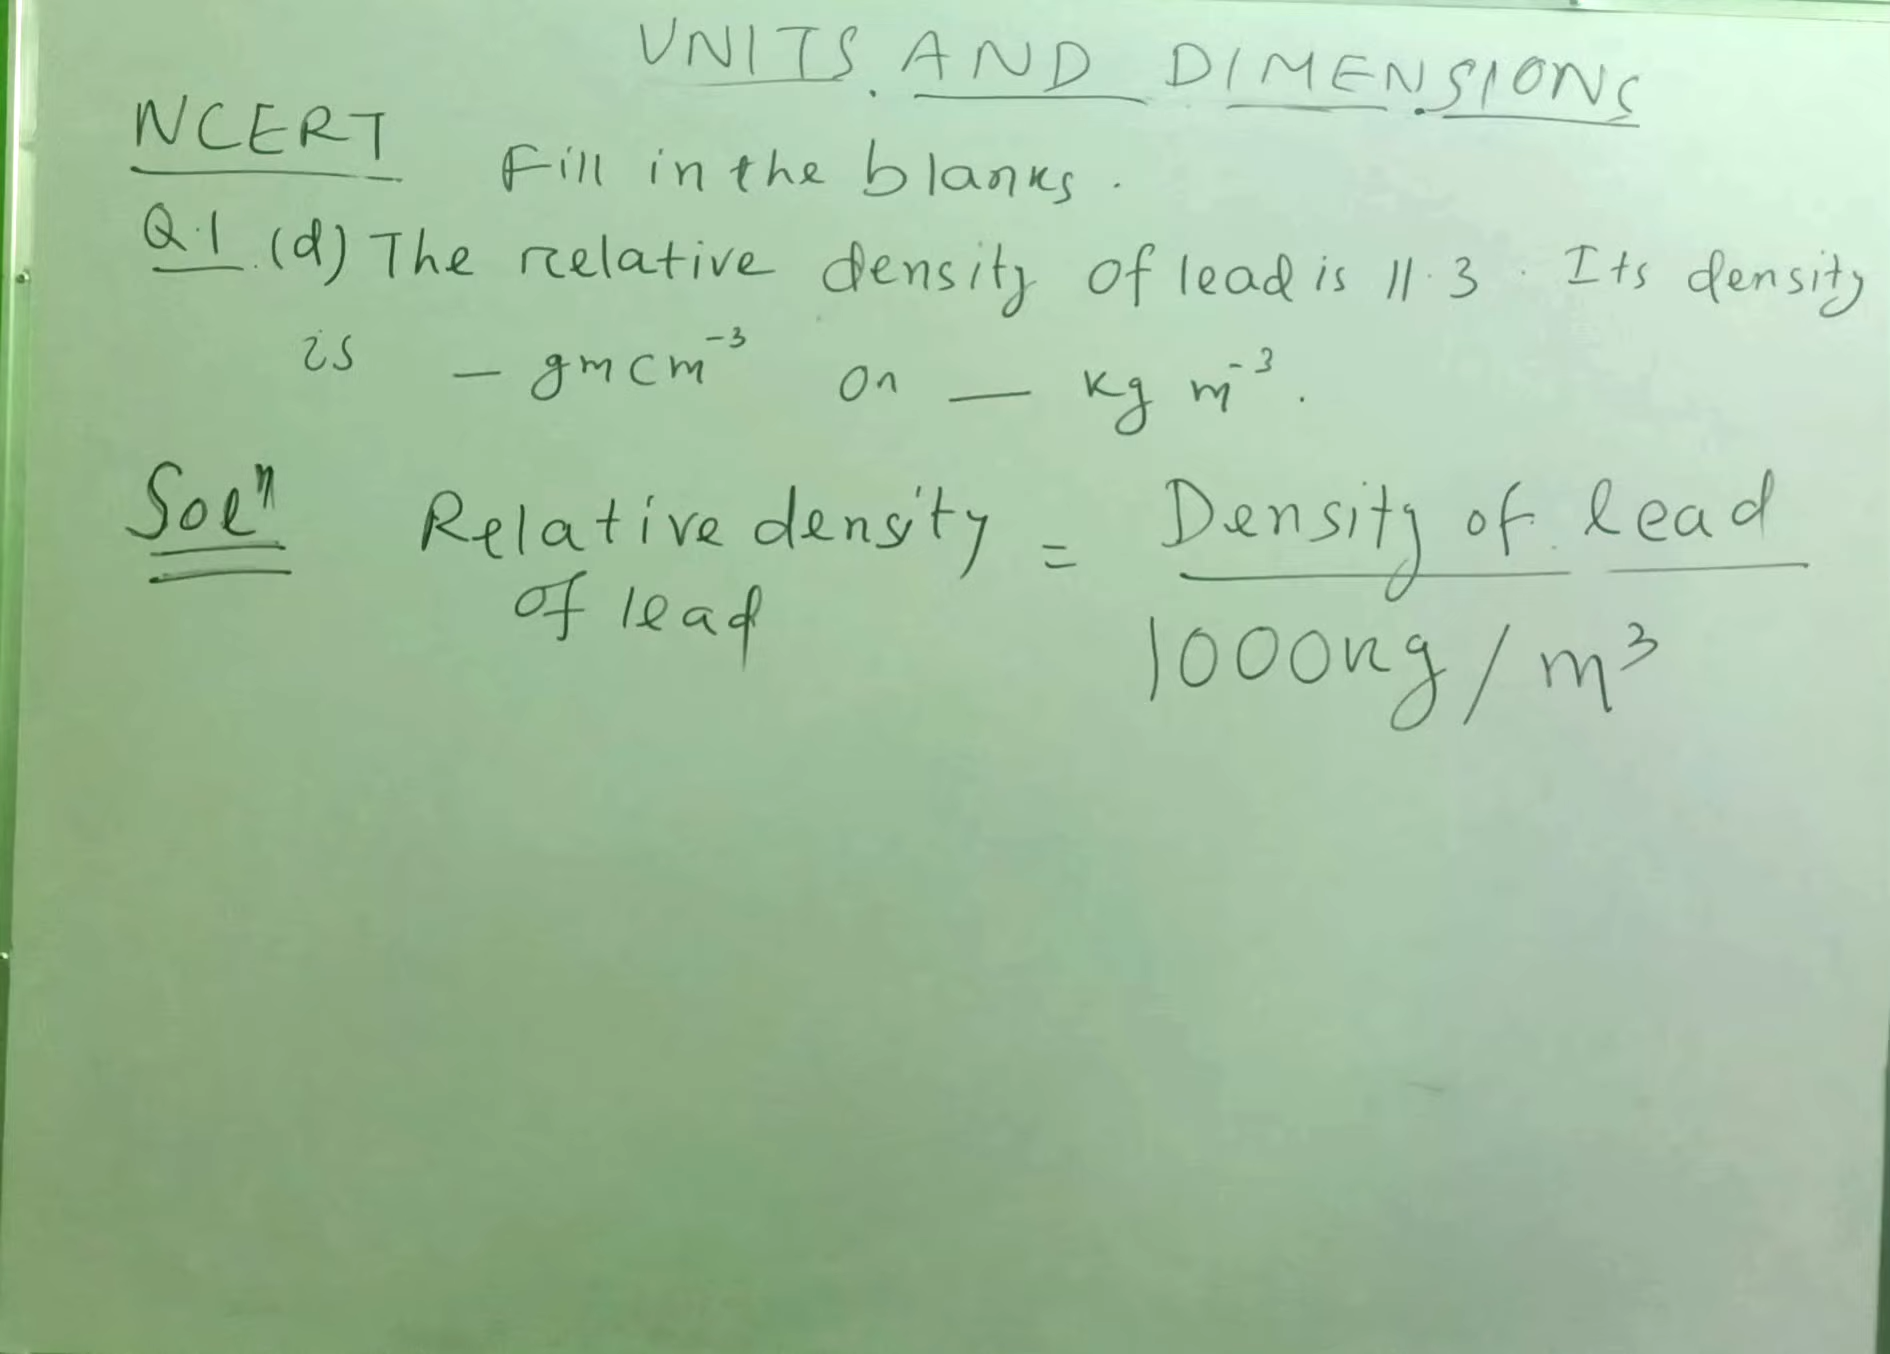 UNITS AND DIMENSIONS
NCERT Fill in the blanks.
Q.1 (d) The relative density of lead is 11.3. Its density
is _ gm cm⁻³ or _ kg m⁻³.
Solⁿ Relative density = Density of lead
of lead 1000kg/m³